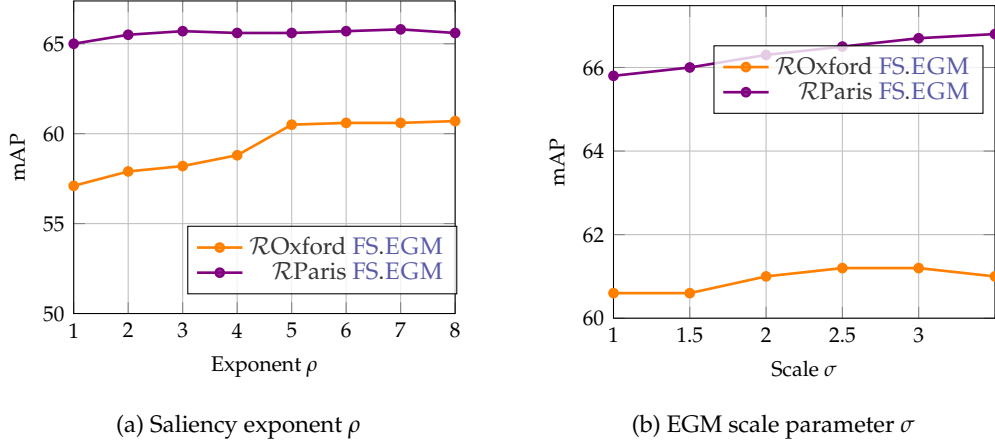 65
60
55
50
mAP
1 2 3 4 5 6 7 8
Exponent ρ
ℛOxford FS.EGM
ℛParis FS.EGM
(a) Saliency exponent ρ
66
64
62
60
mAP
1 1.5 2 2.5 3
Scale σ
ℛOxford FS.EGM
ℛParis FS.EGM
(b) EGM scale parameter σ